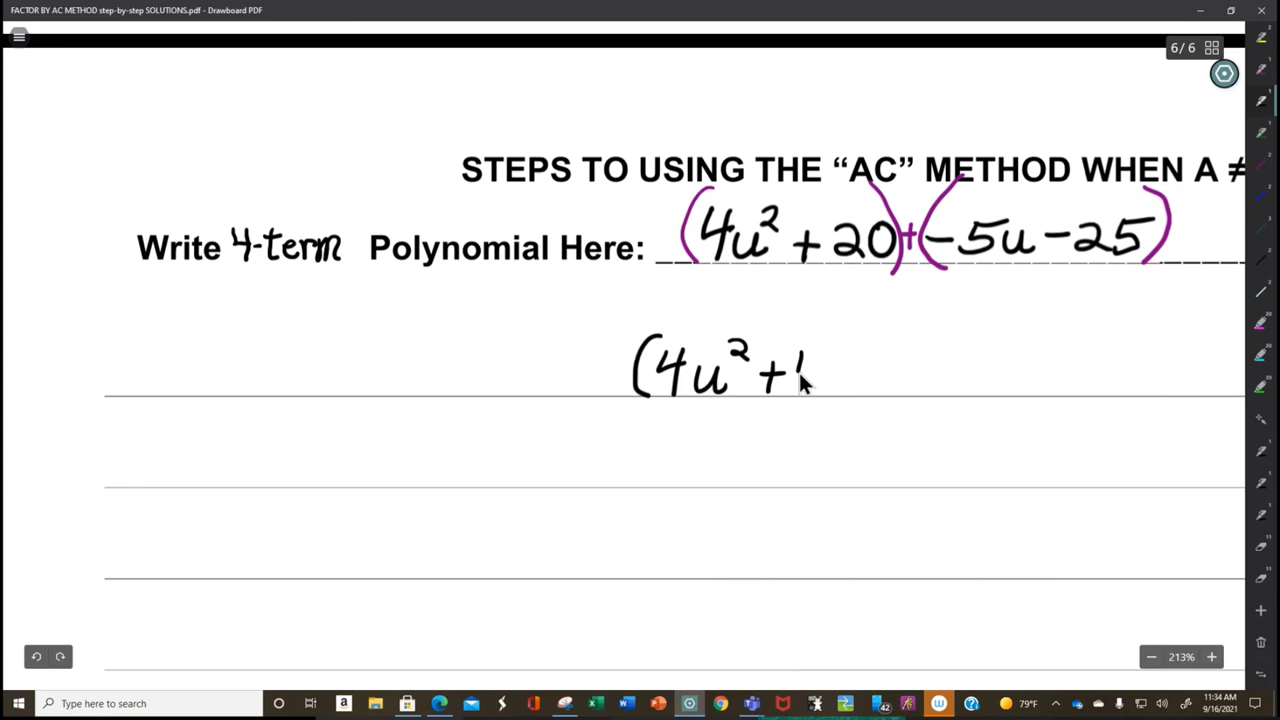 FACTOR BY AC METHOD step-by-step SOLUTIONS.pdf - Drawboard PDF
6/6
STEPS TO USING THE “AC” METHOD WHEN A ≠
Write 4-term Polynomial Here: (4u² + 20) + (-5u - 25)
(4u² +
213%
Type here to search
42
79°F
11:34 AM
9/16/2021